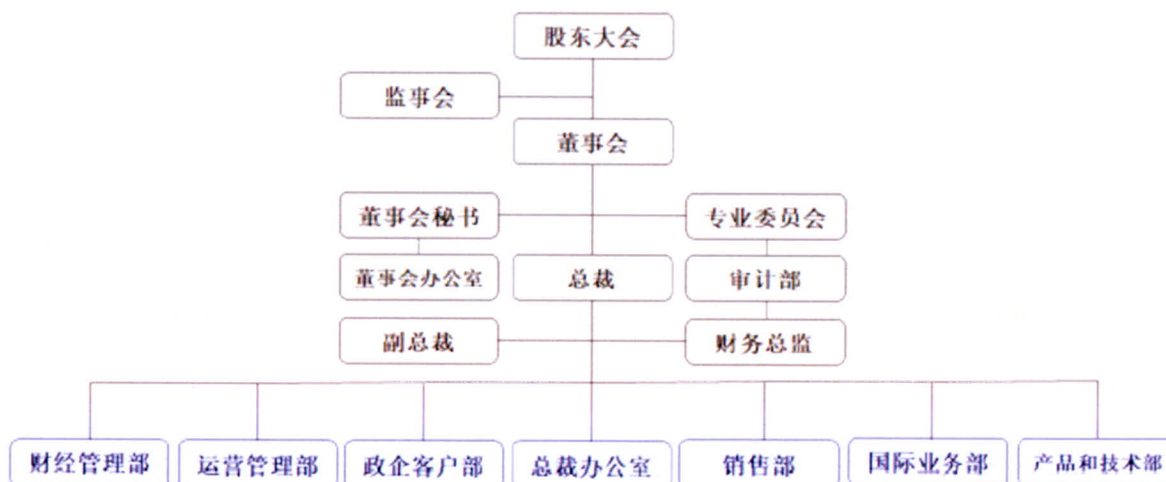 股东大会
监事会
董事会
董事会秘书
专业委员会
董事会办公室
总裁
审计部
副总裁
财务总监
财经管理部
运营管理部
政企客户部
总裁办公室
销售部
国际业务部
产品和技术部